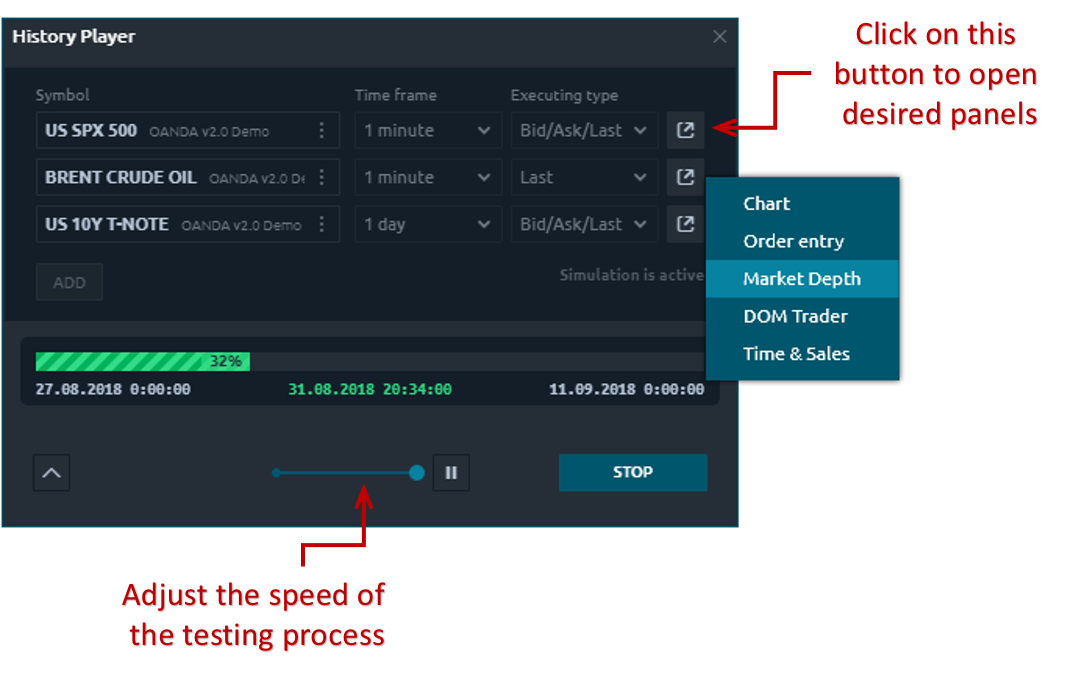 History Player
Click on this
button to open
desired panels
Symbol Time frame Executing type
US SPX 500 OANDA v2.0 Demo 1 minute Bid/Ask/Last
BRENT CRUDE OIL OANDA v2.0 1 minute Last
US 10Y T-NOTE OANDA v2.0 Demo 1 day Bid/Ask/Last
Chart
Order entry
Market Depth
DOM Trader
Time & Sales
ADD Simulation is active
32%
27.08.2018 0:00:00 31.08.2018 20:34:00 11.09.2018 0:00:00
STOP
Adjust the speed of
the testing process